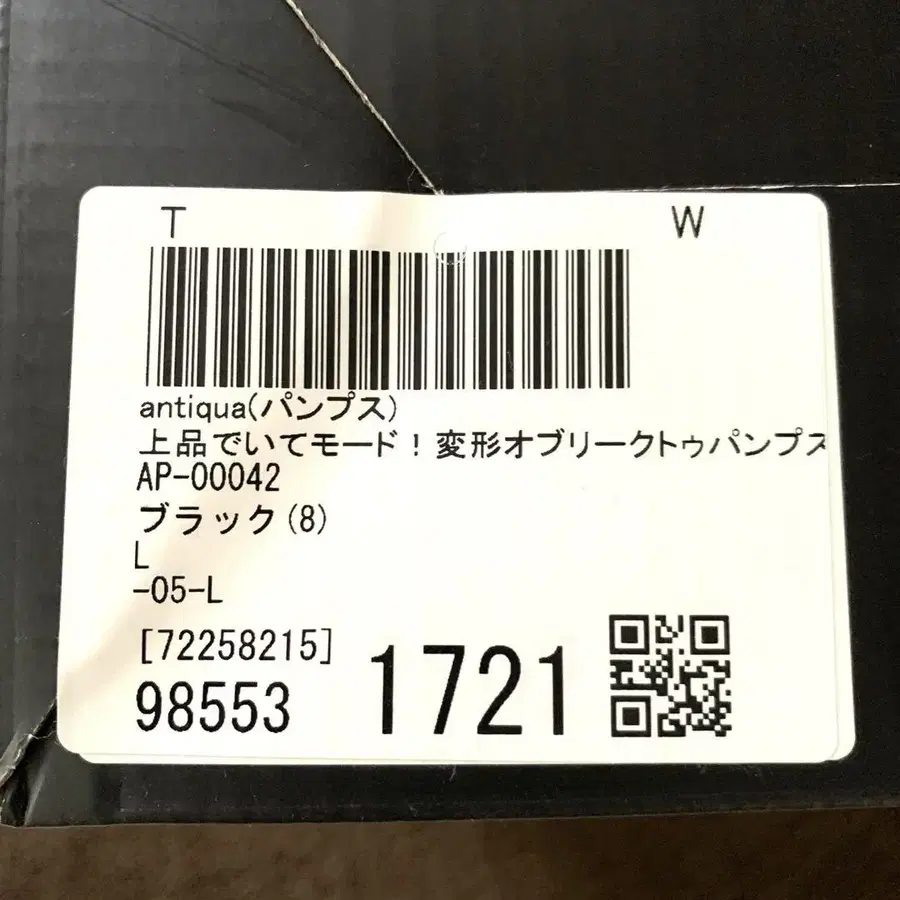 T W
antiqua(パンプス)
上品でいてモード!変形オブリークトゥパンプス
AP-00042
ブラック(8)
L
-05-L
[72258215]
98553 1721